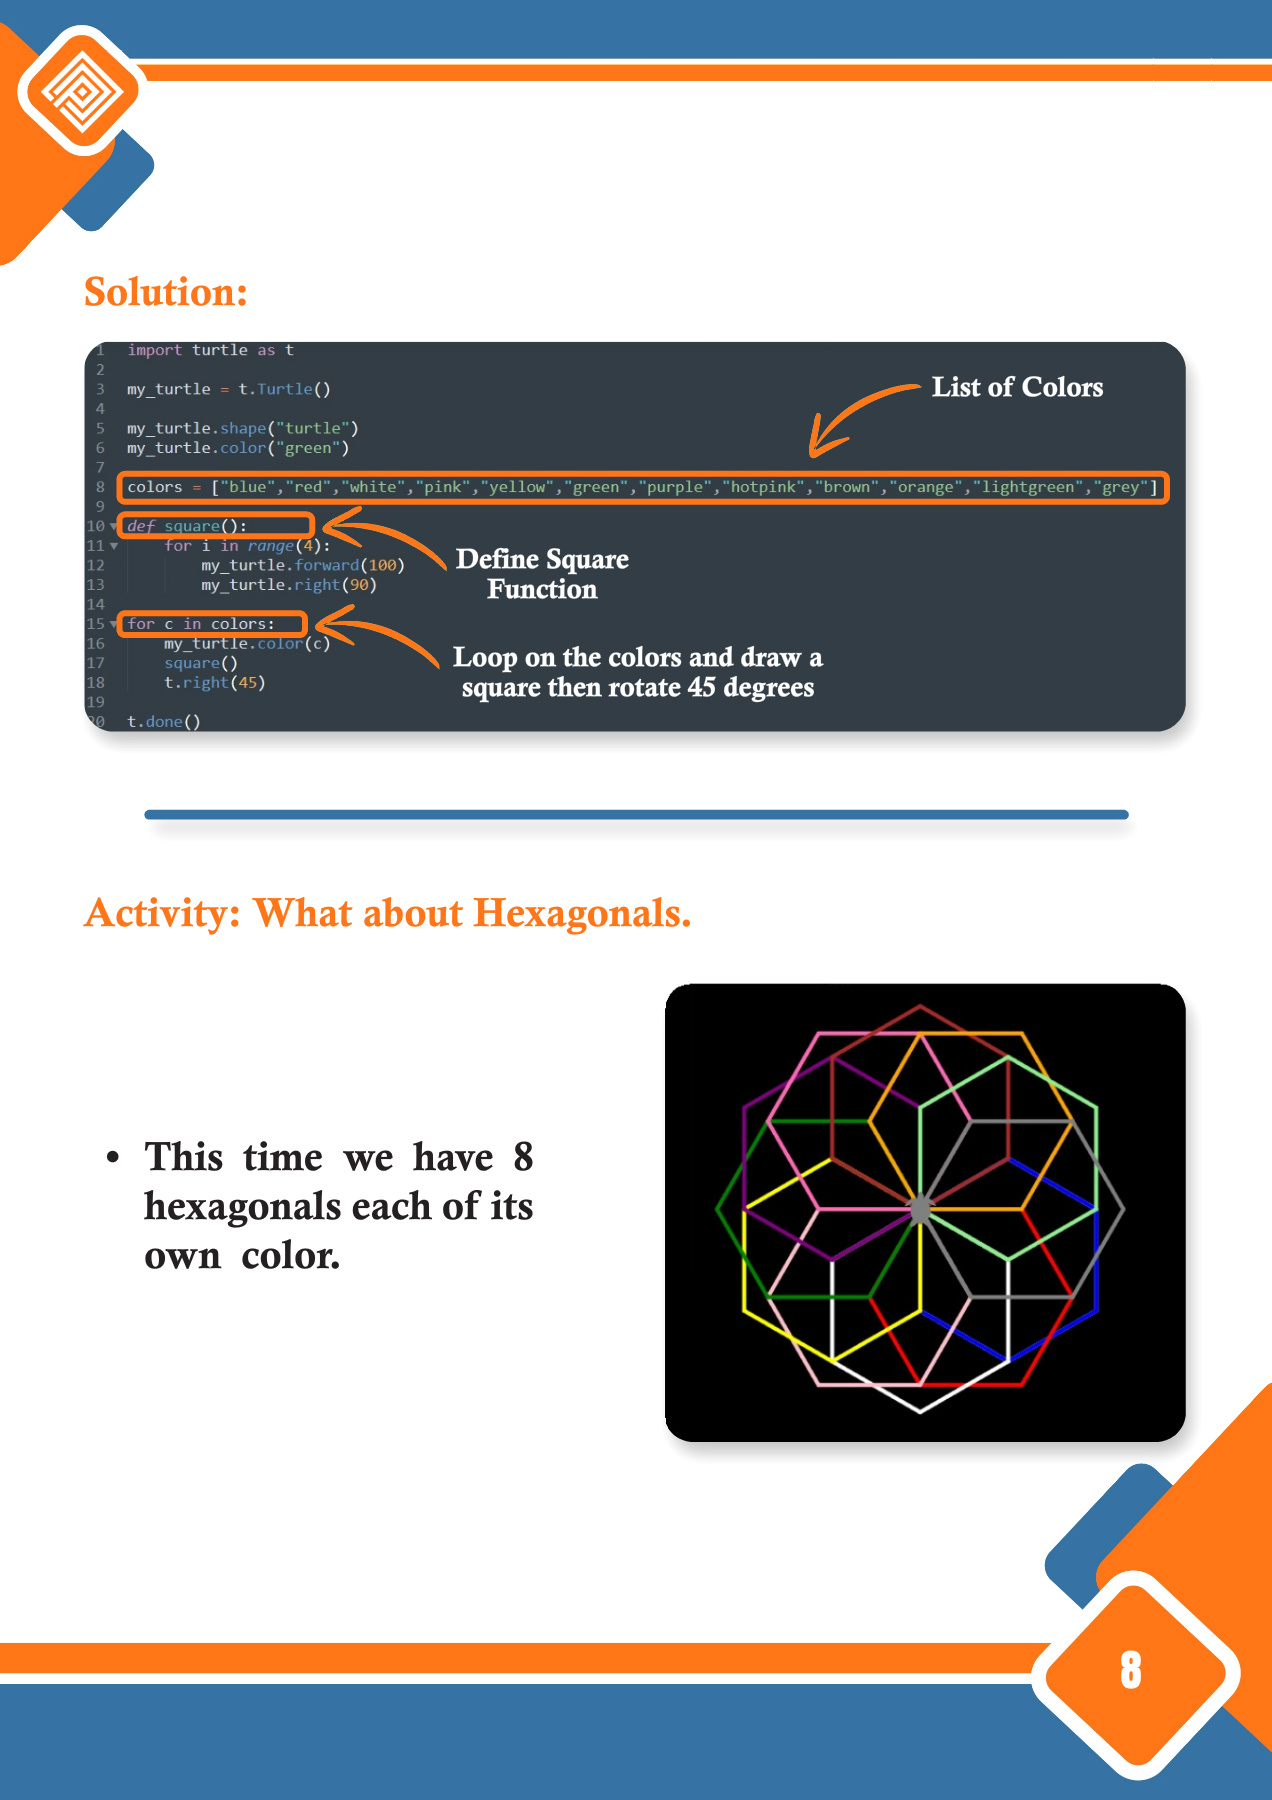 Solution:
1 import turtle as t
2
3 my_turtle = t.Turtle()
4
5 my_turtle.shape("turtle")
6 my_turtle.color("green")
7
8 colors = ["blue","red","white","pink","yellow","green","purple","hotpink","brown","orange","lightgreen","grey"]
9
10 def square():
11 for i in range(4):
12 my_turtle.forward(100)
13 my_turtle.right(90)
14
15 for c in colors:
16 my_turtle.color(c)
17 square()
18 t.right(45)
19
20 t.done()
List of Colors
Define Square
Function
Loop on the colors and draw a
square then rotate 45 degrees
Activity: What about Hexagonals.
• This time we have 8
hexagonals each of its
own color.
8